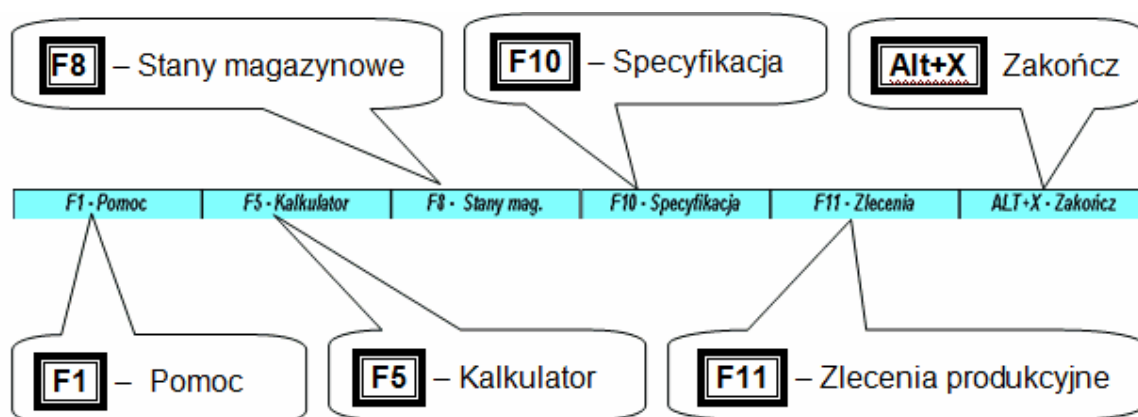 F8 – Stany magazynowe
F10 – Specyfikacja
Alt+X Zakończ
F1 - Pomoc
F5 - Kalkulator
F8 - Stany mag.
F10 - Specyfikacja
F11 - Zlecenia
ALT+X - Zakończ
F1 – Pomoc
F5 – Kalkulator
F11 – Zlecenia produkcyjne